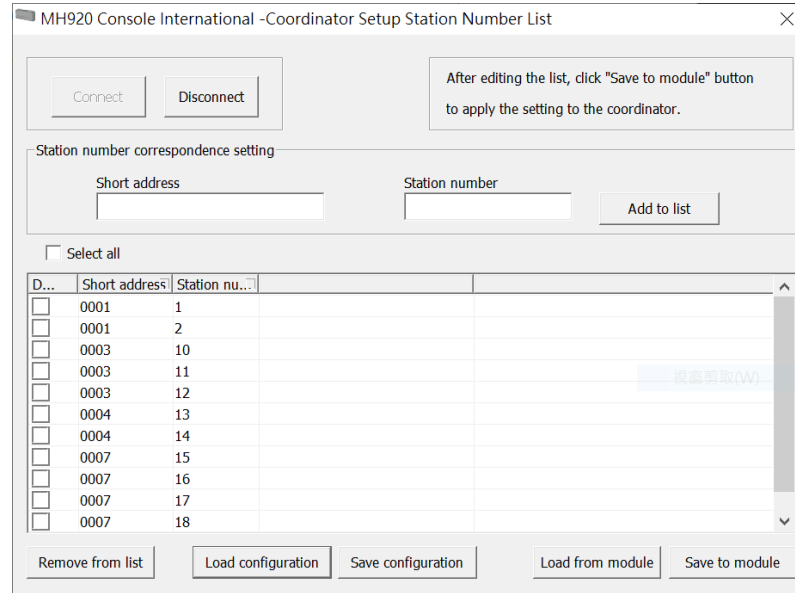 MH920 Console International -Coordinator Setup Station Number List
Connect
Disconnect
After editing the list, click "Save to module" button
to apply the setting to the coordinator.
Station number correspondence setting
Short address
Station number
Add to list
Select all
D... Short address Station nu...
0001 1
0001 2
0003 10
0003 11
0003 12
0004 13
0004 14
0007 15
0007 16
0007 17
0007 18
視窗剪取(W)
Remove from list
Load configuration
Save configuration
Load from module
Save to module